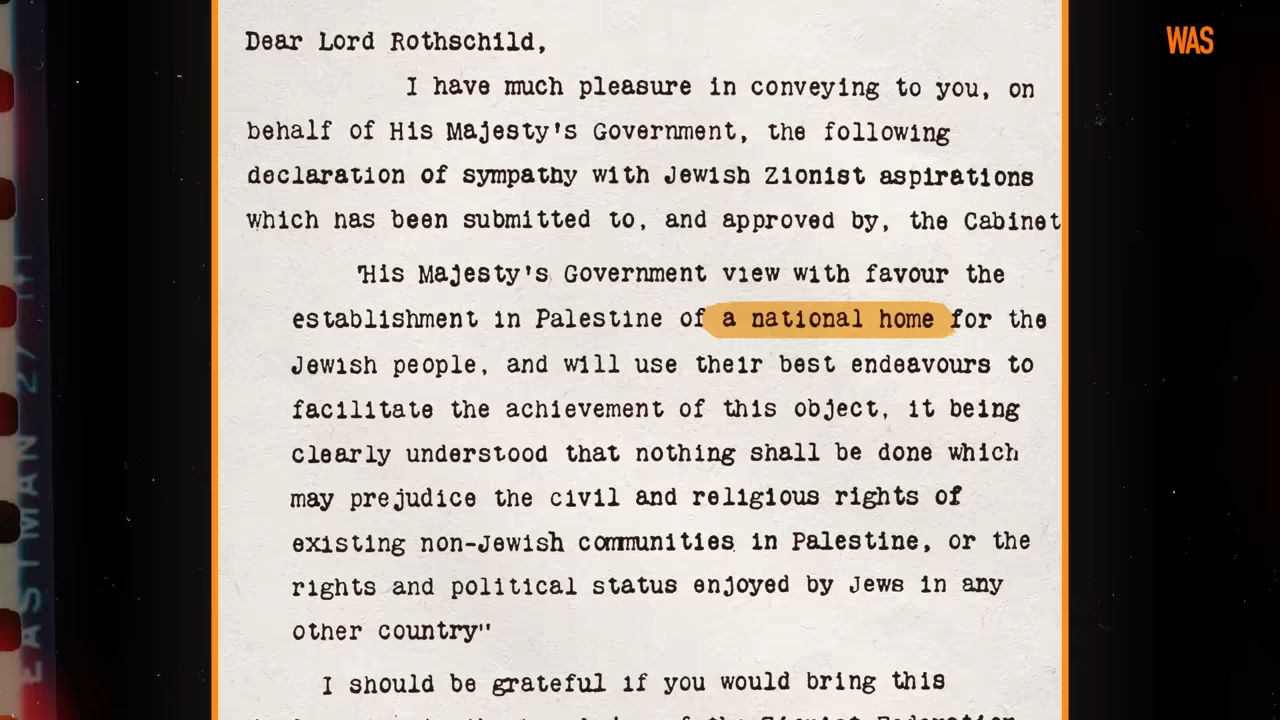 WAS
Dear Lord Rothschild,
I have much pleasure in conveying to you, on
behalf of His Majesty's Government, the following
declaration of sympathy with Jewish Zionist aspirations
which has been submitted to, and approved by, the Cabinet
"His Majesty's Government view with favour the
establishment in Palestine of a national home for the
Jewish people, and will use their best endeavours to
facilitate the achievement of this object, it being
clearly understood that nothing shall be done which
may prejudice the civil and religious rights of
existing non-Jewish communities in Palestine, or the
rights and political status enjoyed by Jews in any
other country"
I should be grateful if you would bring this
Zionist Federation
EASTMAN